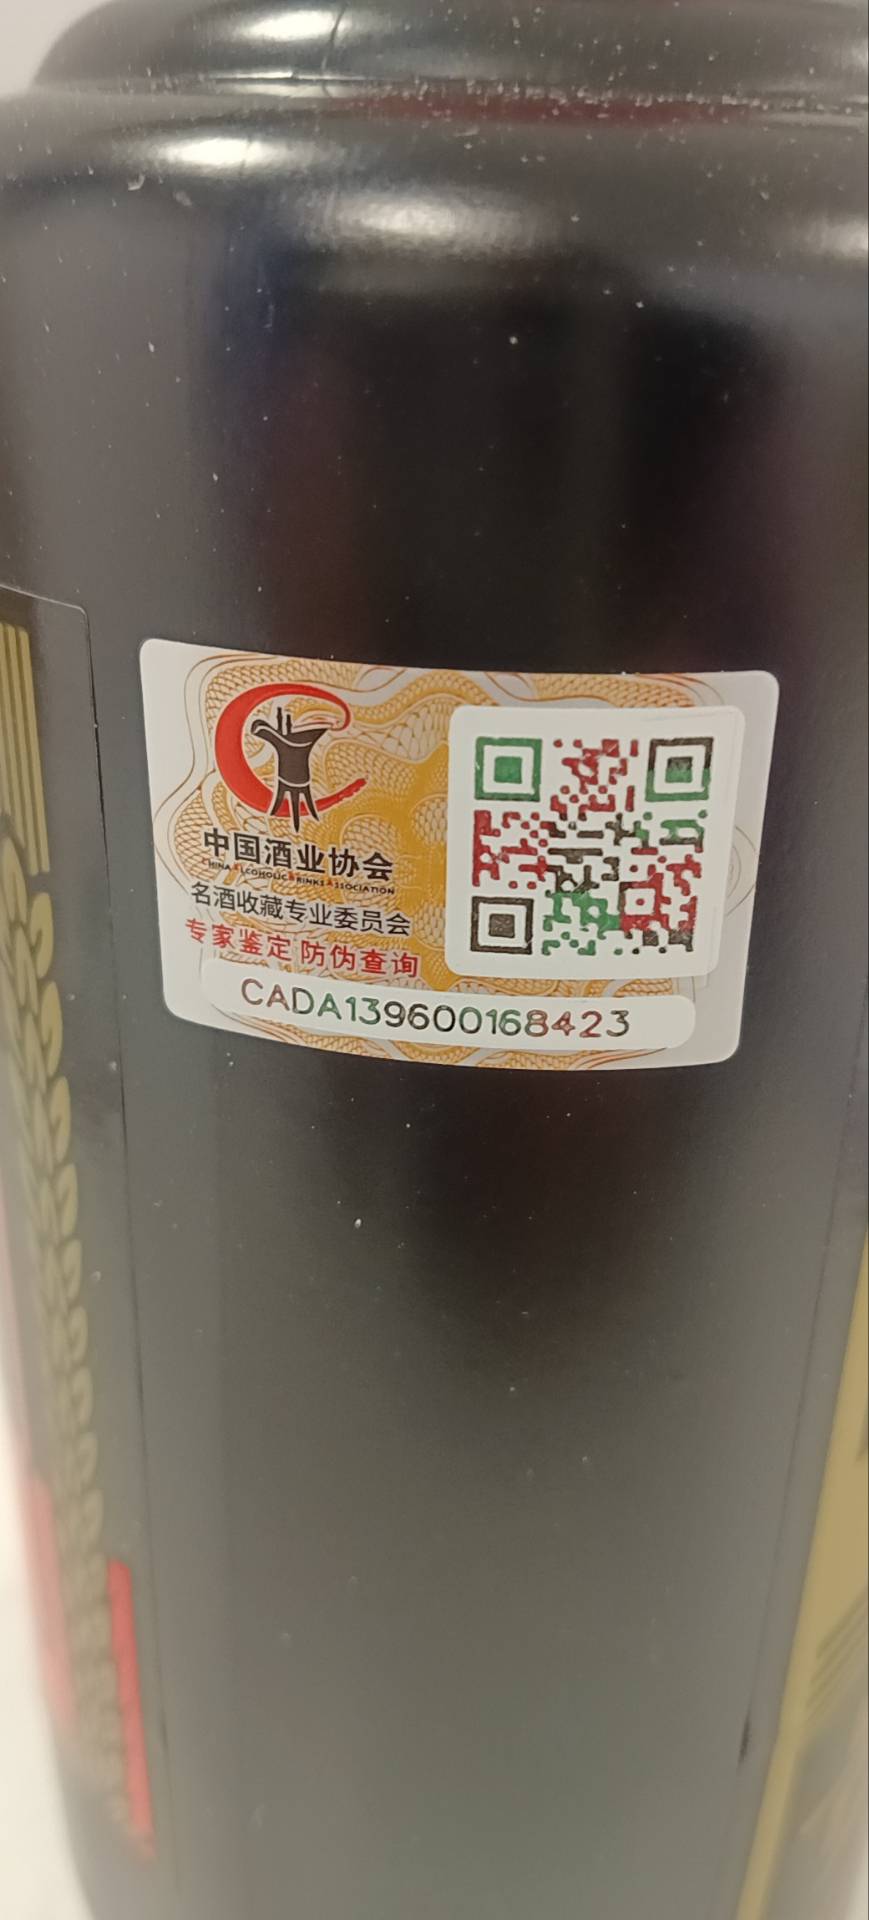 中国酒业协会
CHINA ALCOHOLIC DRINKS ASSOCIATION
名酒收藏专业委员会
专家鉴定 防伪查询
CADA139600168423